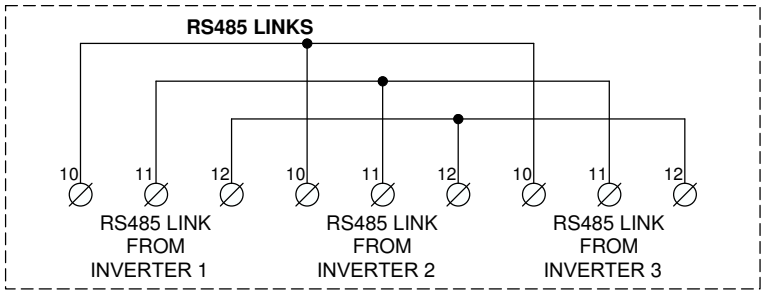 RS485 LINKS
10 11 12 10 11 12 10 11 12
RS485 LINK RS485 LINK RS485 LINK
FROM FROM FROM
INVERTER 1 INVERTER 2 INVERTER 3